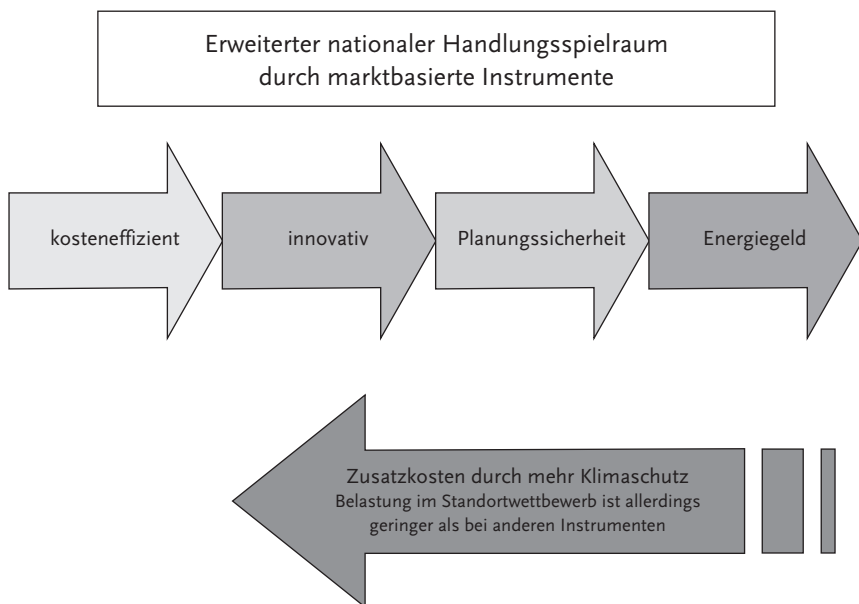 Erweiterter nationaler Handlungsspielraum
durch marktbasierte Instrumente
kosteneffizient
innovativ
Planungssicherheit
Energiegeld
Zusatzkosten durch mehr Klimaschutz
Belastung im Standortwettbewerb ist allerdings
geringer als bei anderen Instrumenten